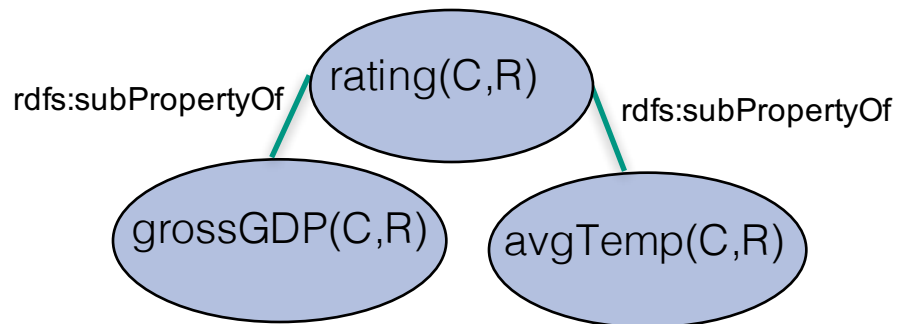 rating(C,R)
rdfs:subPropertyOf
rdfs:subPropertyOf
grossGDP(C,R)
avgTemp(C,R)